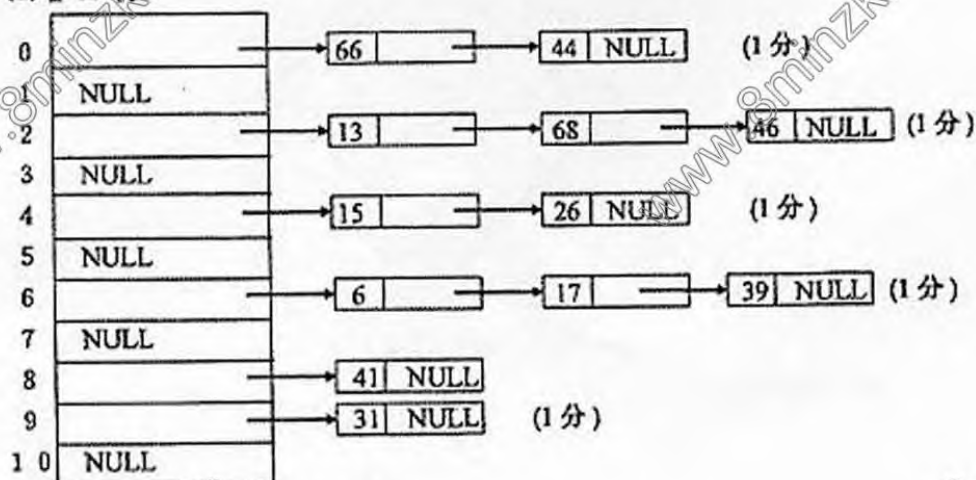 0 66 44 NULL (1分)
1 NULL
2 13 68 46 NULL (1分)
3 NULL
4 15 26 NULL (1分)
5 NULL
6 6 17 39 NULL (1分)
7 NULL
8 41 NULL
9 31 NULL (1分)
1 0 NULL